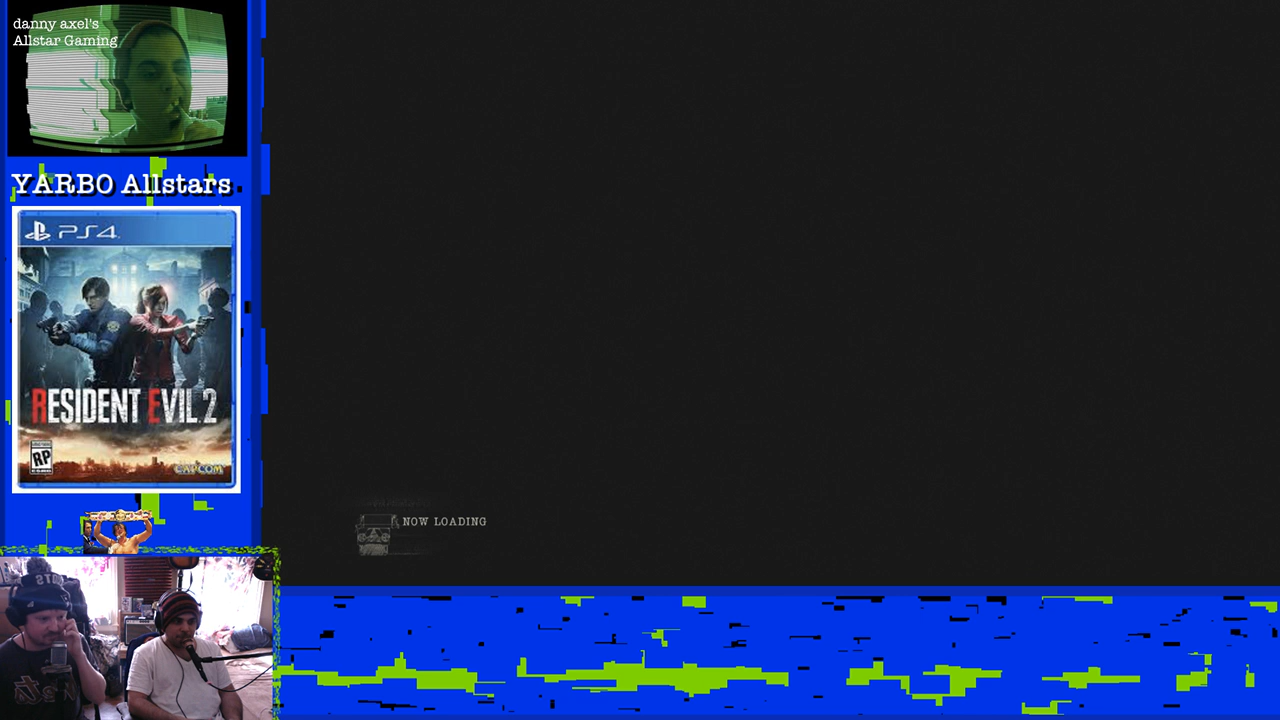 danny axel's
Allstar Gaming
YARBO Allstars
PS4
RESIDENT EVIL 2
RP
CAPCOM
NOW LOADING